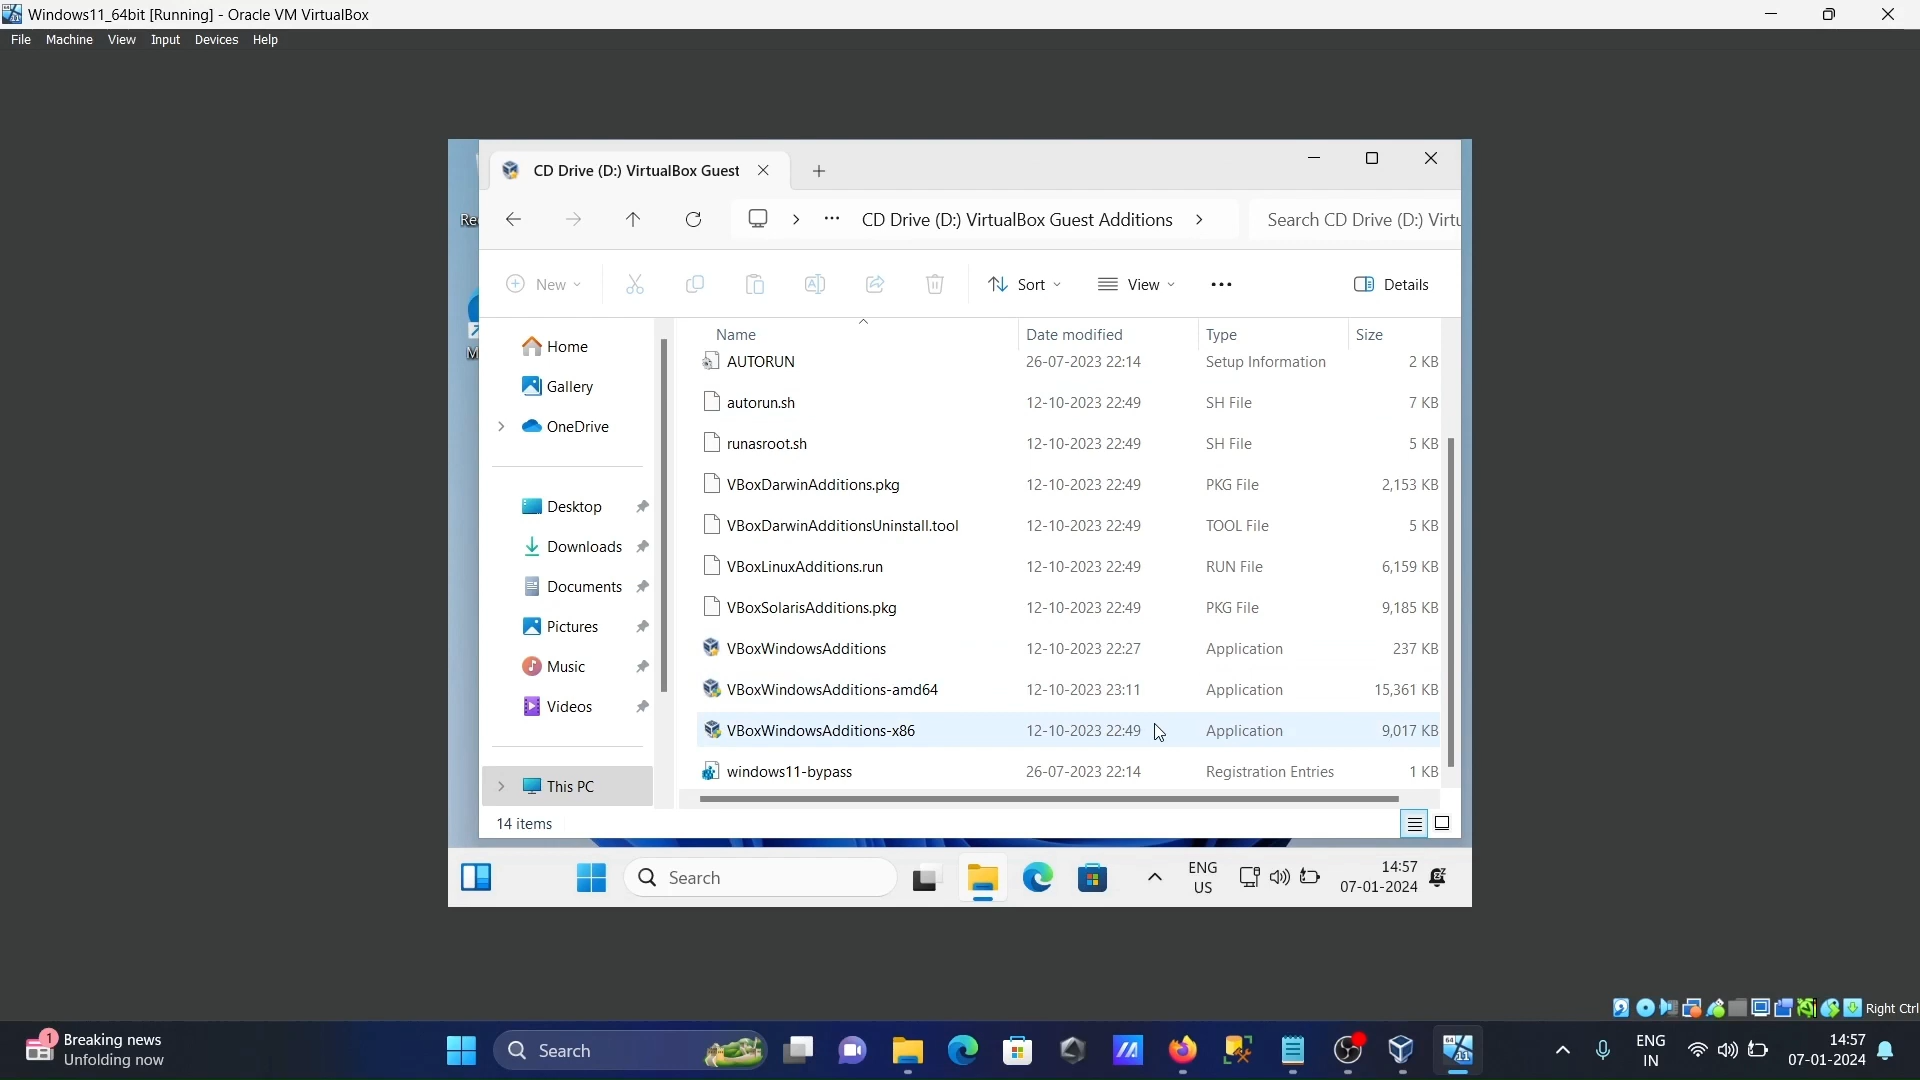 Windows11_64bit [Running] - Oracle VM VirtualBox
File Machine View Input Devices Help
CD Drive (D:) VirtualBox Guest
CD Drive (D:) VirtualBox Guest Additions
Search CD Drive (D:) Virtu
New
Sort
View
Details
Name Date modified Type Size
Home
Gallery
OneDrive
Desktop
Downloads
Documents
Pictures
Music
Videos
This PC
AUTORUN 26-07-2023 22:14 Setup Information 2 KB
autorun.sh 12-10-2023 22:49 SH File 7 KB
runasroot.sh 12-10-2023 22:49 SH File 5 KB
VBoxDarwinAdditions.pkg 12-10-2023 22:49 PKG File 2,153 KB
VBoxDarwinAdditionsUninstall.tool 12-10-2023 22:49 TOOL File 5 KB
VBoxLinuxAdditions.run 12-10-2023 22:49 RUN File 6,159 KB
VBoxSolarisAdditions.pkg 12-10-2023 22:49 PKG File 9,185 KB
VBoxWindowsAdditions 12-10-2023 22:27 Application 237 KB
VBoxWindowsAdditions-amd64 12-10-2023 23:11 Application 15,361 KB
VBoxWindowsAdditions-x86 12-10-2023 22:49 Application 9,017 KB
windows11-bypass 26-07-2023 22:14 Registration Entries 1 KB
14 items
Search
ENG
US
14:57
07-01-2024
Right Ctrl
1
Breaking news
Unfolding now
Search
ENG
IN
14:57
07-01-2024